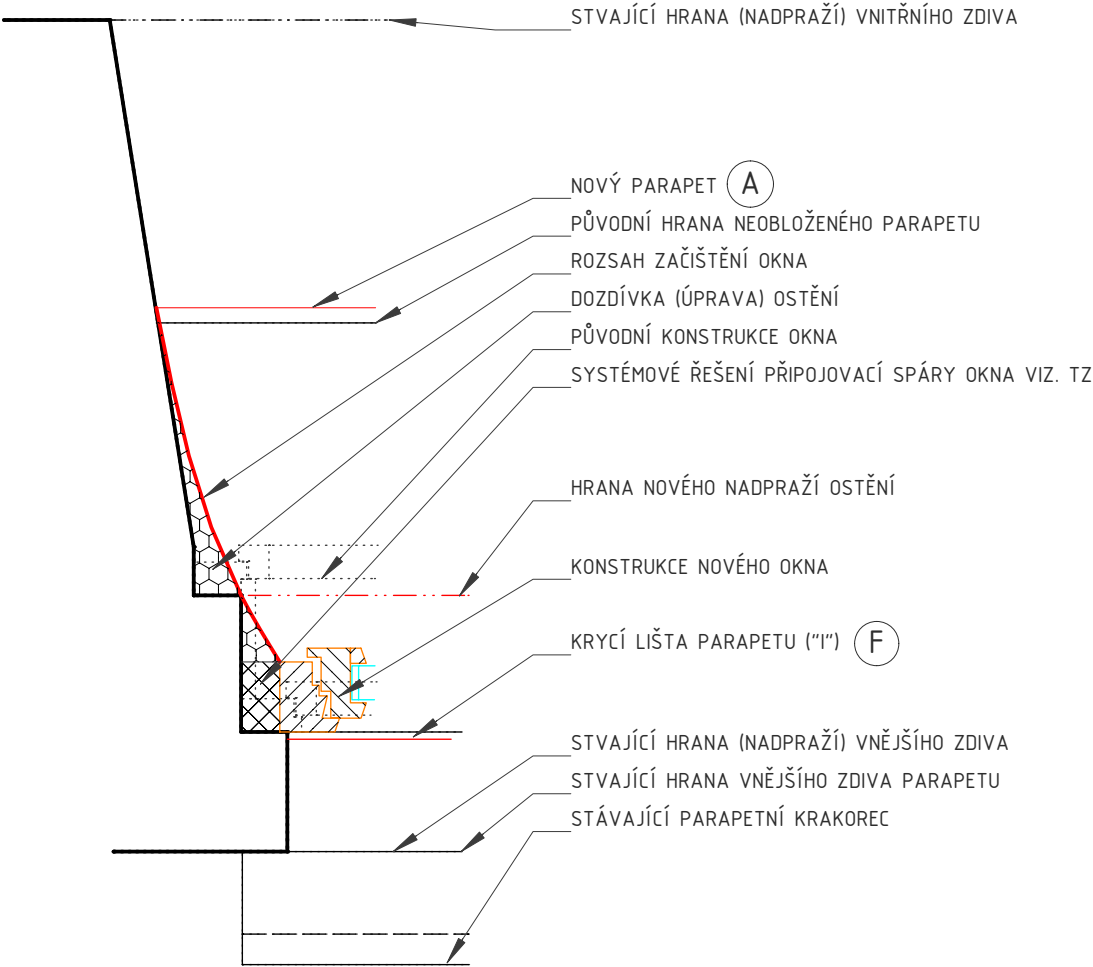 STVAJÍCÍ HRANA (NADPRAŽÍ) VNITŘNÍHO ZDIVA
NOVÝ PARAPET A
PŮVODNÍ HRANA NEOBLOŽENÉHO PARAPETU
ROZSAH ZAČIŠTĚNÍ OKNA
DOZDÍVKA (ÚPRAVA) OSTĚNÍ
PŮVODNÍ KONSTRUKCE OKNA
SYSTÉMOVÉ ŘEŠENÍ PŘIPOJOVACÍ SPÁRY OKNA VIZ. TZ
HRANA NOVÉHO NADPRAŽÍ OSTĚNÍ
KONSTRUKCE NOVÉHO OKNA
KRYCÍ LIŠTA PARAPETU ("I") F
STVAJÍCÍ HRANA (NADPRAŽÍ) VNĚJŠÍHO ZDIVA
STVAJÍCÍ HRANA VNĚJŠÍHO ZDIVA PARAPETU
STÁVAJÍCÍ PARAPETNÍ KRAKOREC